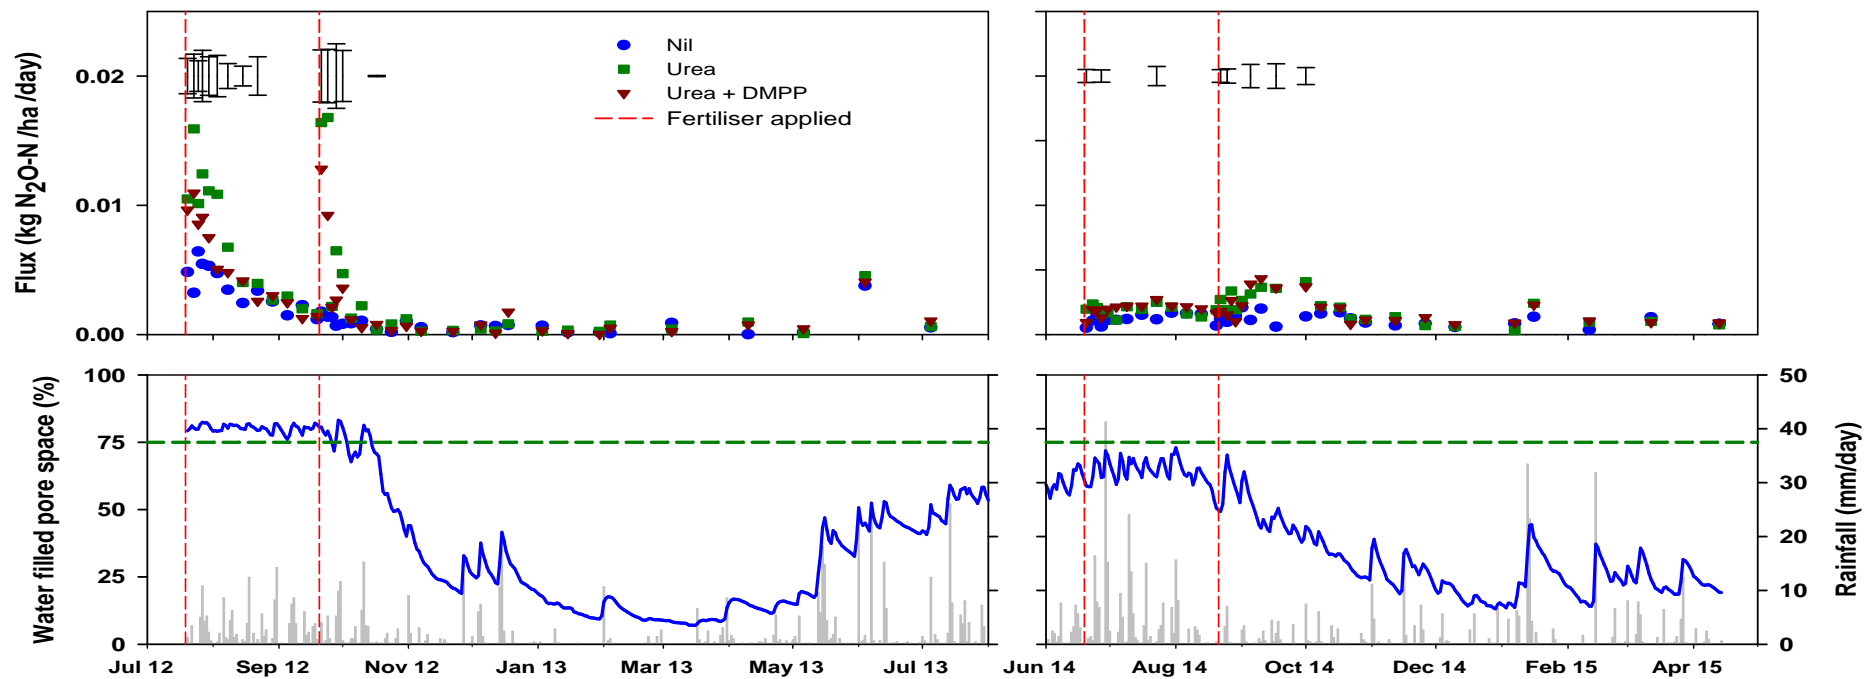 Flux (kg N₂O-N /ha /day)
0.02
0.01
0.00
Nil
Urea
Urea + DMPP
Fertiliser applied
Water filled pore space (%)
100
75
50
25
0
50
40
30
20
10
0
Rainfall (mm/day)
Jul 12 Sep 12 Nov 12 Jan 13 Mar 13 May 13 Jul 13 Jun 14 Aug 14 Oct 14 Dec 14 Feb 15 Apr 15